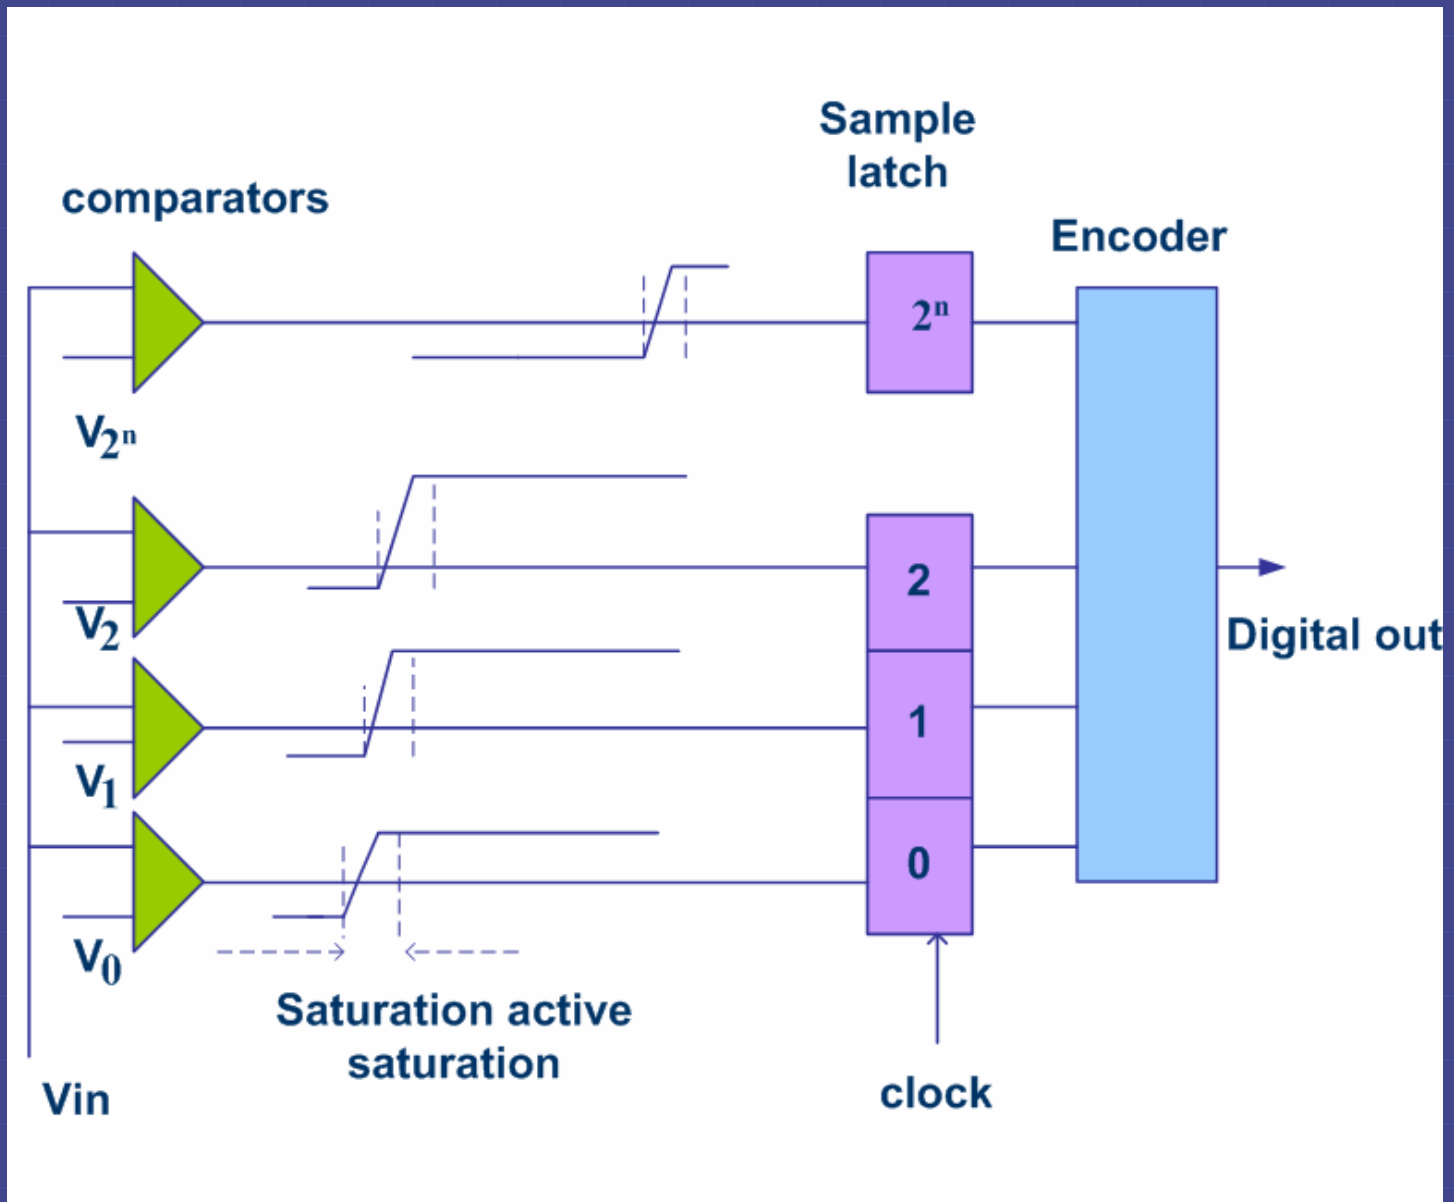 Sample
latch
comparators
Encoder
2ⁿ
V2ⁿ
2
V2
Digital out
1
V1
0
V0
Saturation active
saturation
clock
Vin